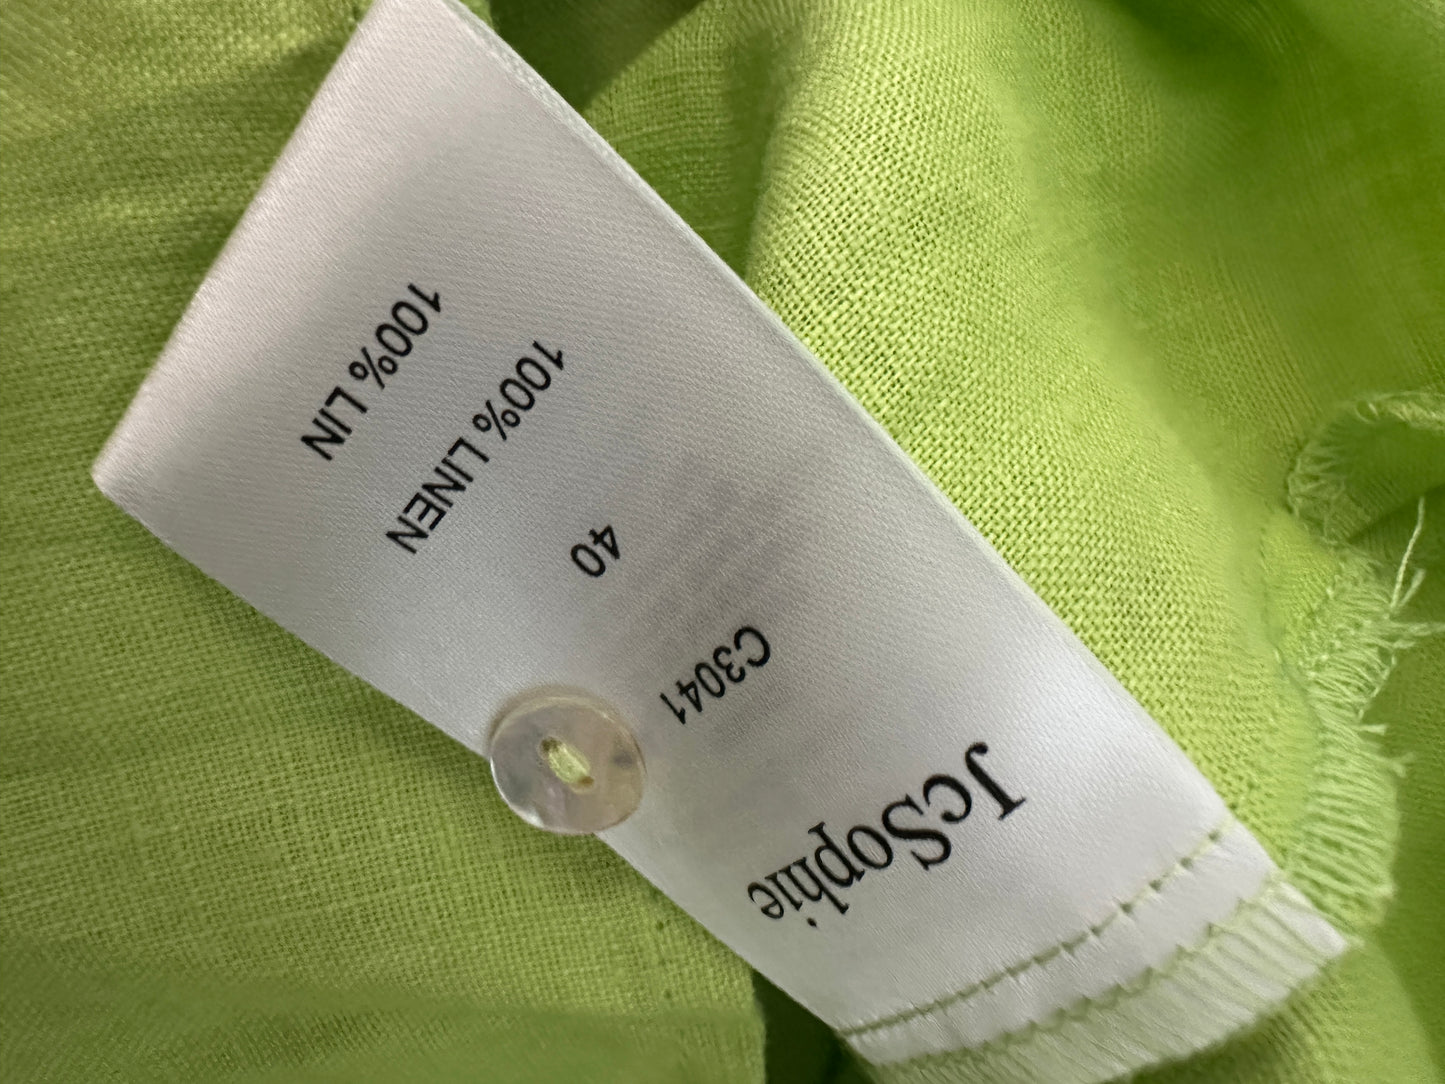 JcSophie
C3041
40
100% LINEN
100% LIN